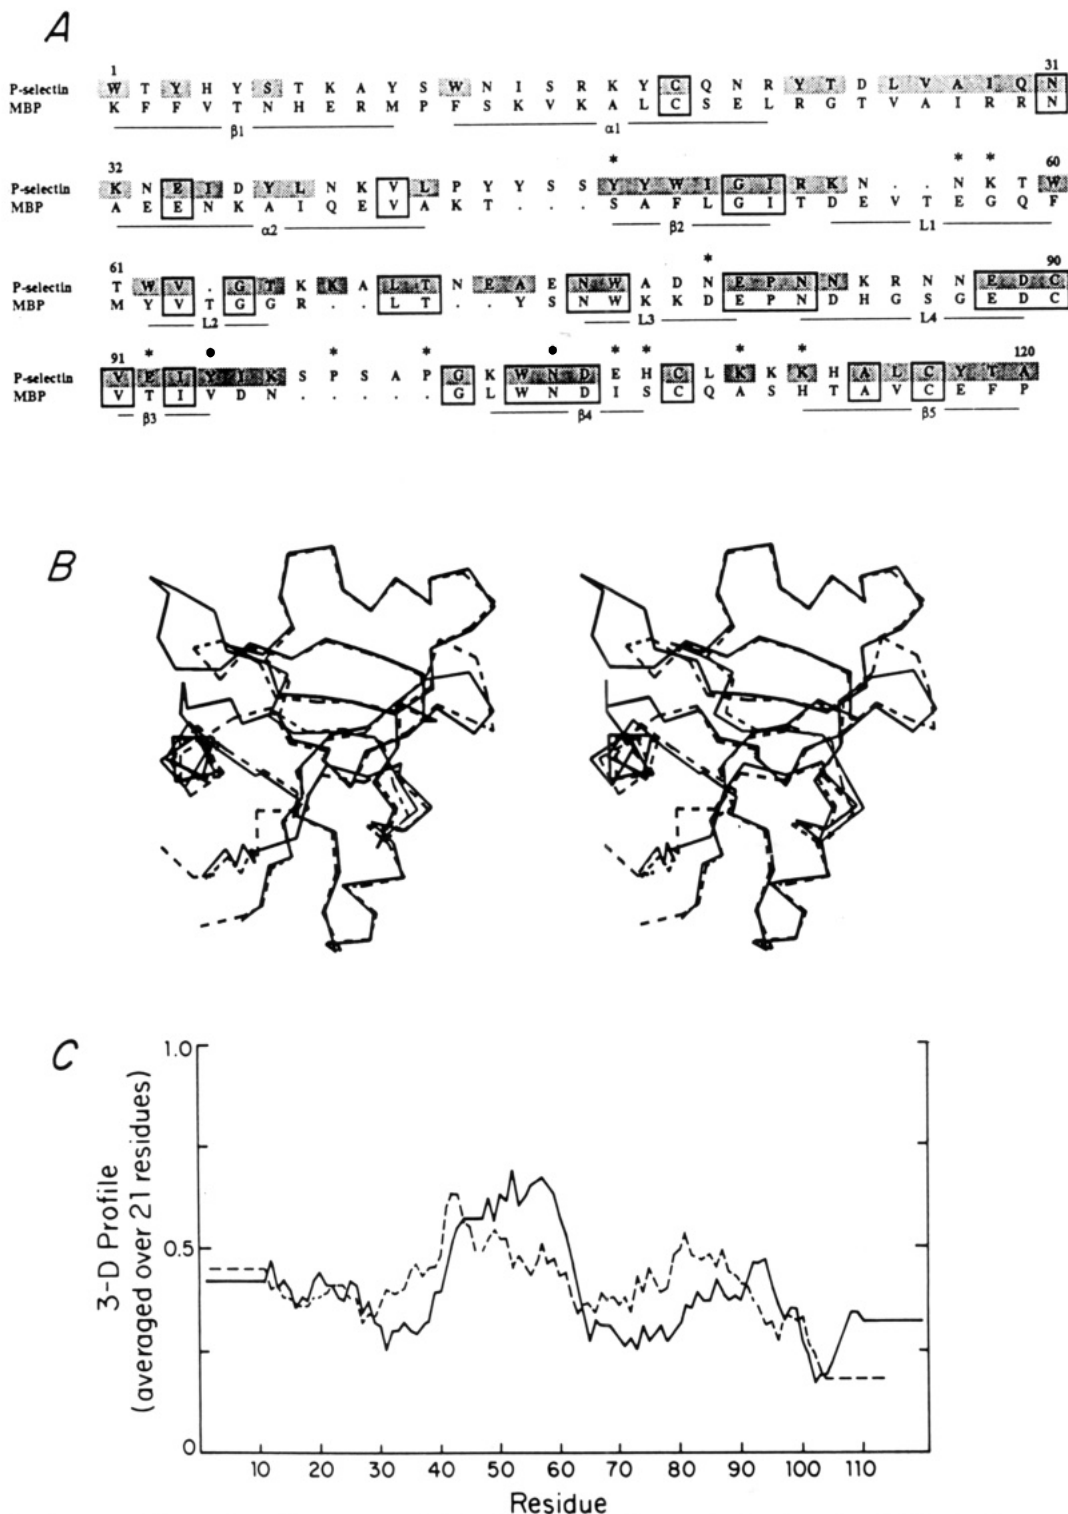 A
1 31
P-selectin W T Y H Y S T K A Y S W N I S R K Y C Q N R Y T D L V A I Q N
MBP K F F V T N H E R M P F S K V K A L C S E L R G T V A I R R N
β1 α1
* * *
32 60
P-selectin K N E I D Y L N K V L P Y Y S S Y Y W I G I R K N . . N K T W
MBP A E E N K A I Q E V A K T . . . S A F L G I T D E V T E G Q F
α2 β2 L1
*
61 90
P-selectin T W V . G T K K A L T N E A E N W A D N E P N N K R N N E D C
MBP M Y V T G G R . . L T . . Y S N W K K D E P N D H G S G E D C
L2 L3 L4
* ● * * ● * * * *
91 120
P-selectin V E I Y I K S P S A P G K W N D E H C L K K K H A L C Y T A
MBP V T I V D N . . . . . G L W N D I S C Q A S H T A V C E F P
β3 β4 β5
B
C
3-D Profile
(averaged over 21 residues)
1.0
0.5
0
10 20 30 40 50 60 70 80 90 100 110
Residue